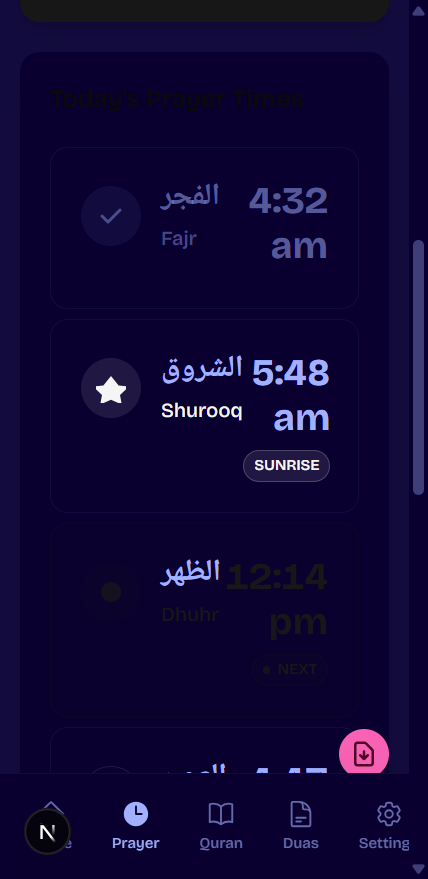 Today's Prayer Times
الفجر
Fajr
4:32
am
الشروق
Shurooq
5:48
am
SUNRISE
الظهر
Dhuhr
12:14
pm
NEXT
N
Prayer
Quran
Duas
Setting